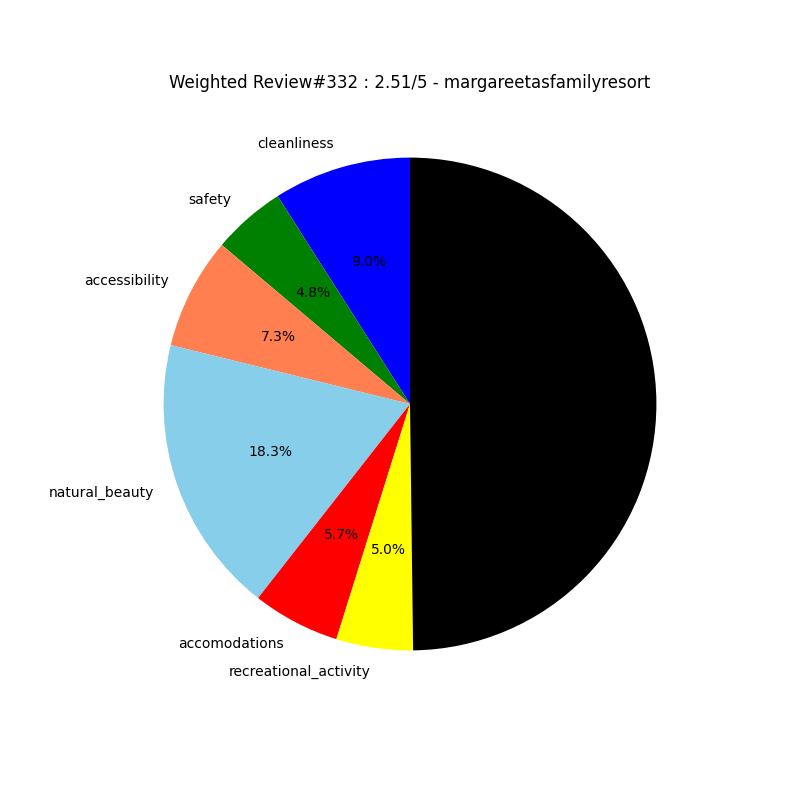 Weighted Review#332 : 2.51/5 - margareetasfamilyresort
cleanliness
safety
9.0%
accessibility
4.8%
7.3%
18.3%
natural_beauty
5.7%
5.0%
accomodations
recreational_activity